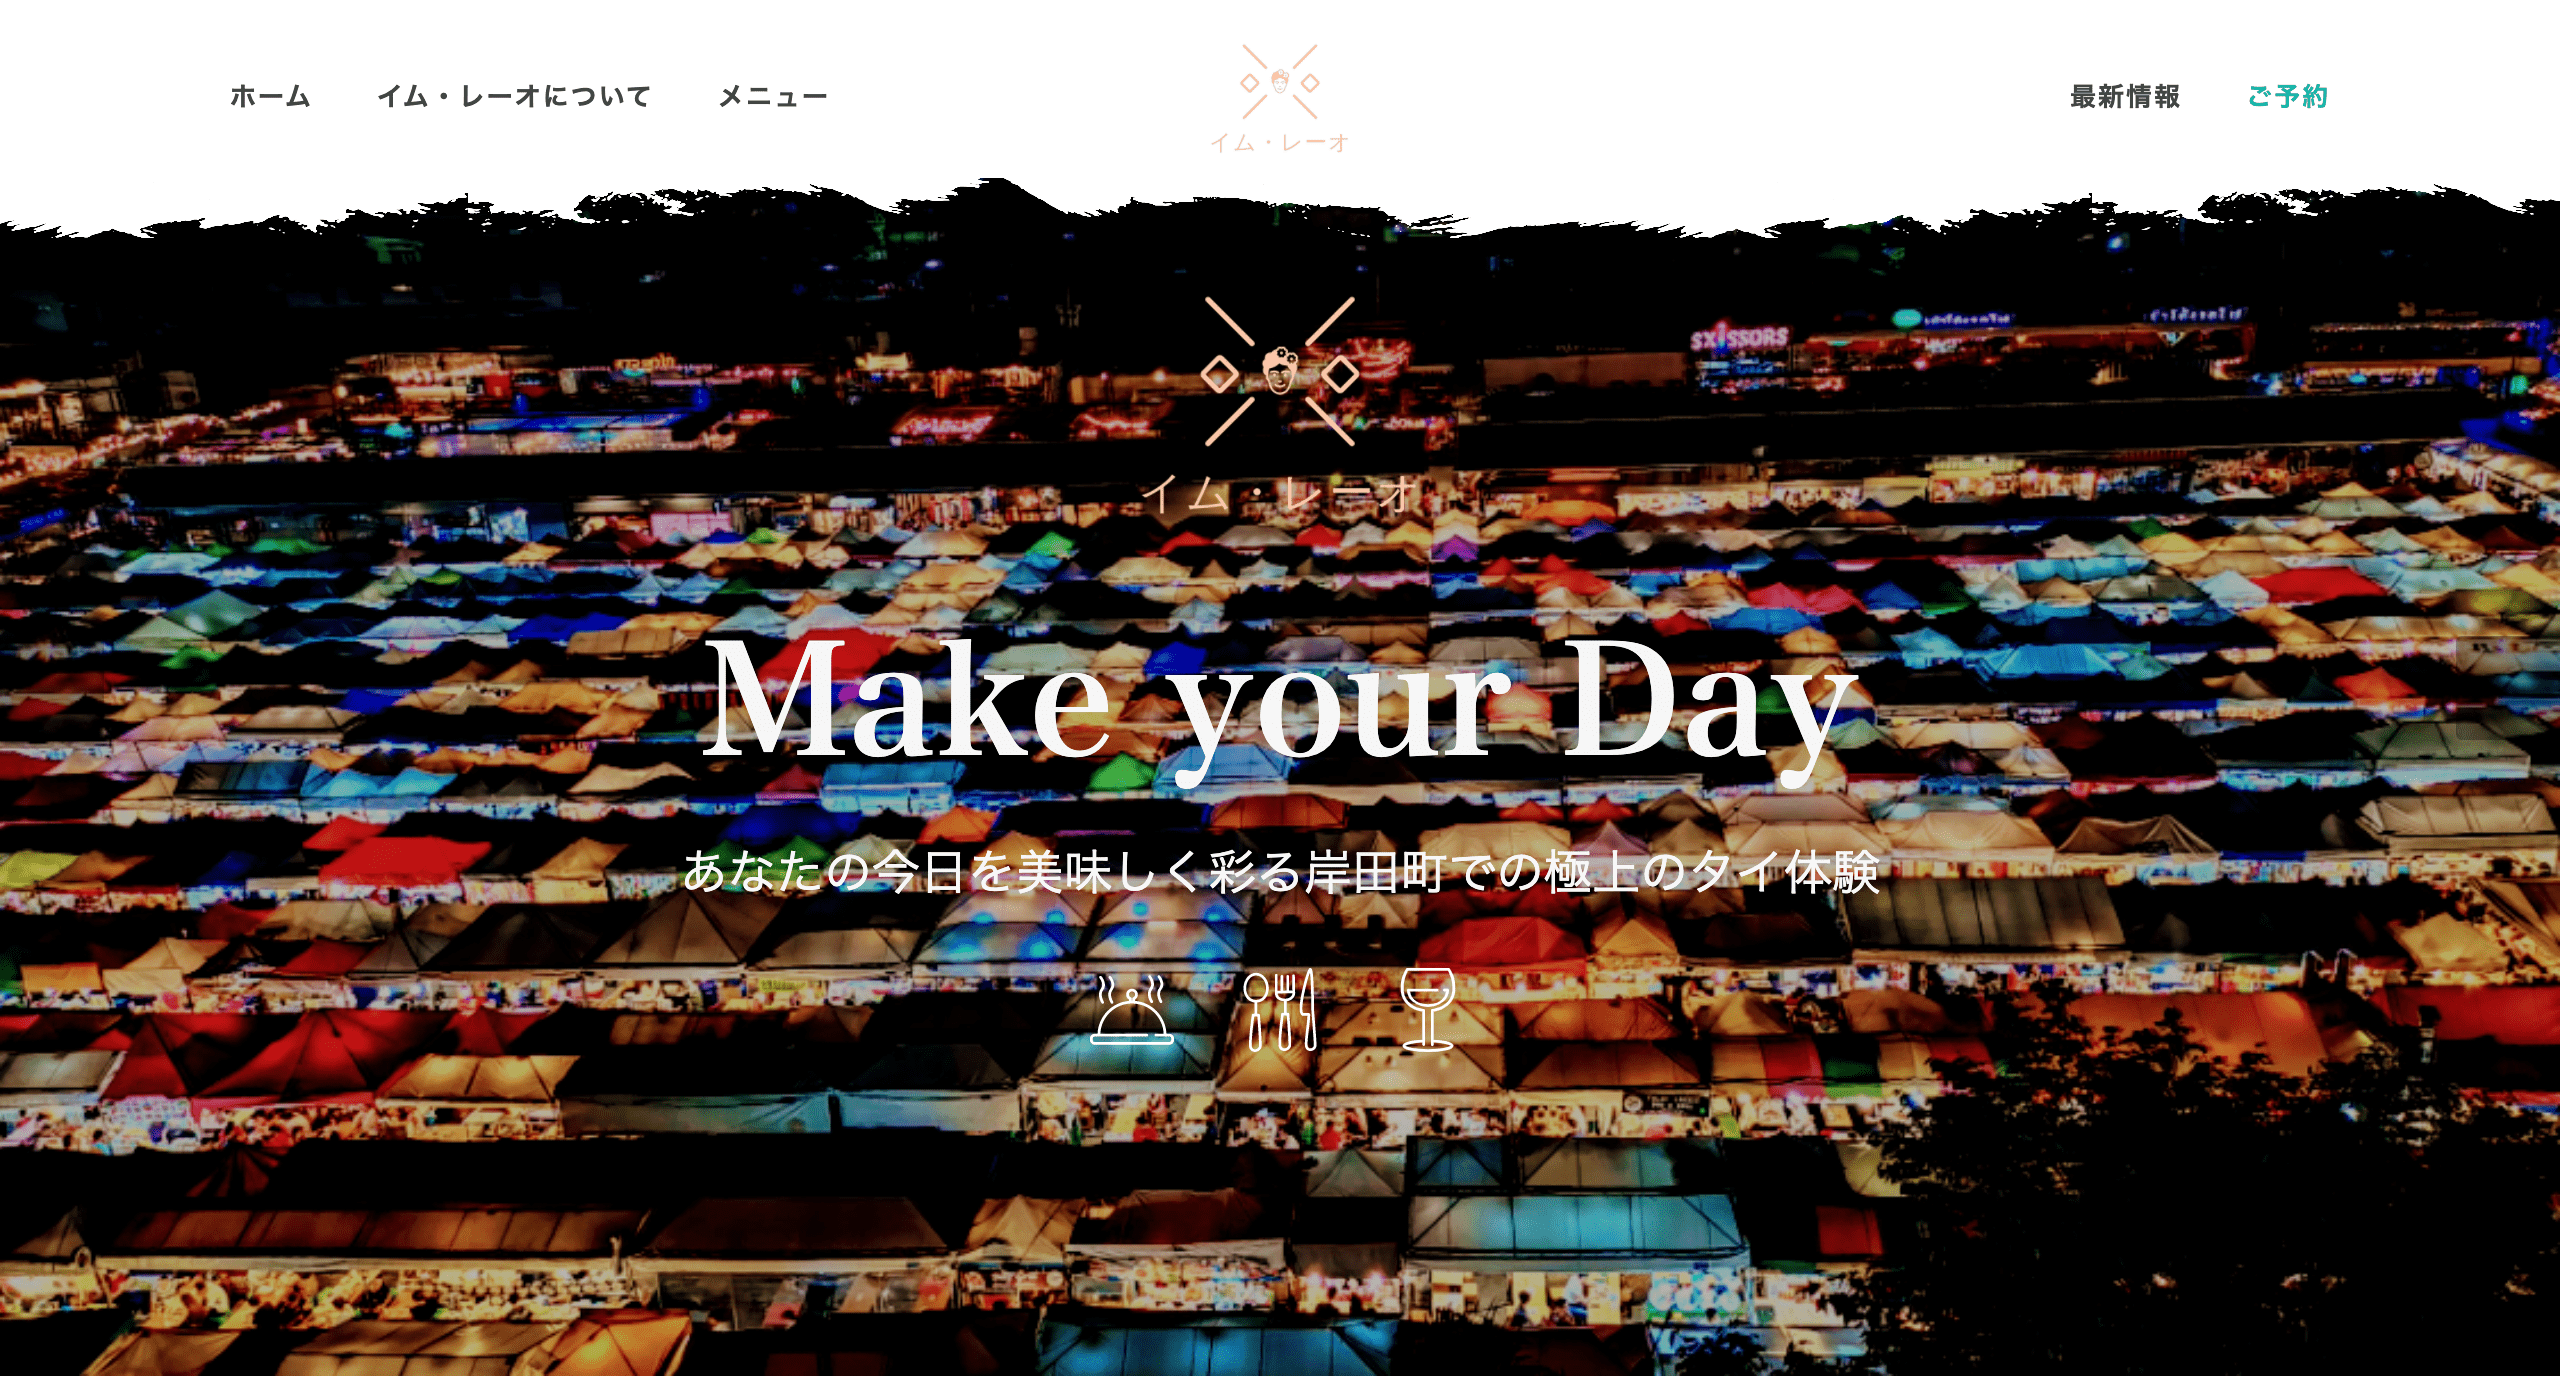 ホーム
イム・レーオについて
メニュー
イム・レーオ
最新情報
ご予約
SXISSORS
イム・レーオ
Make your Day
あなたの今日を美味しく彩る岸田町での極上のタイ体験